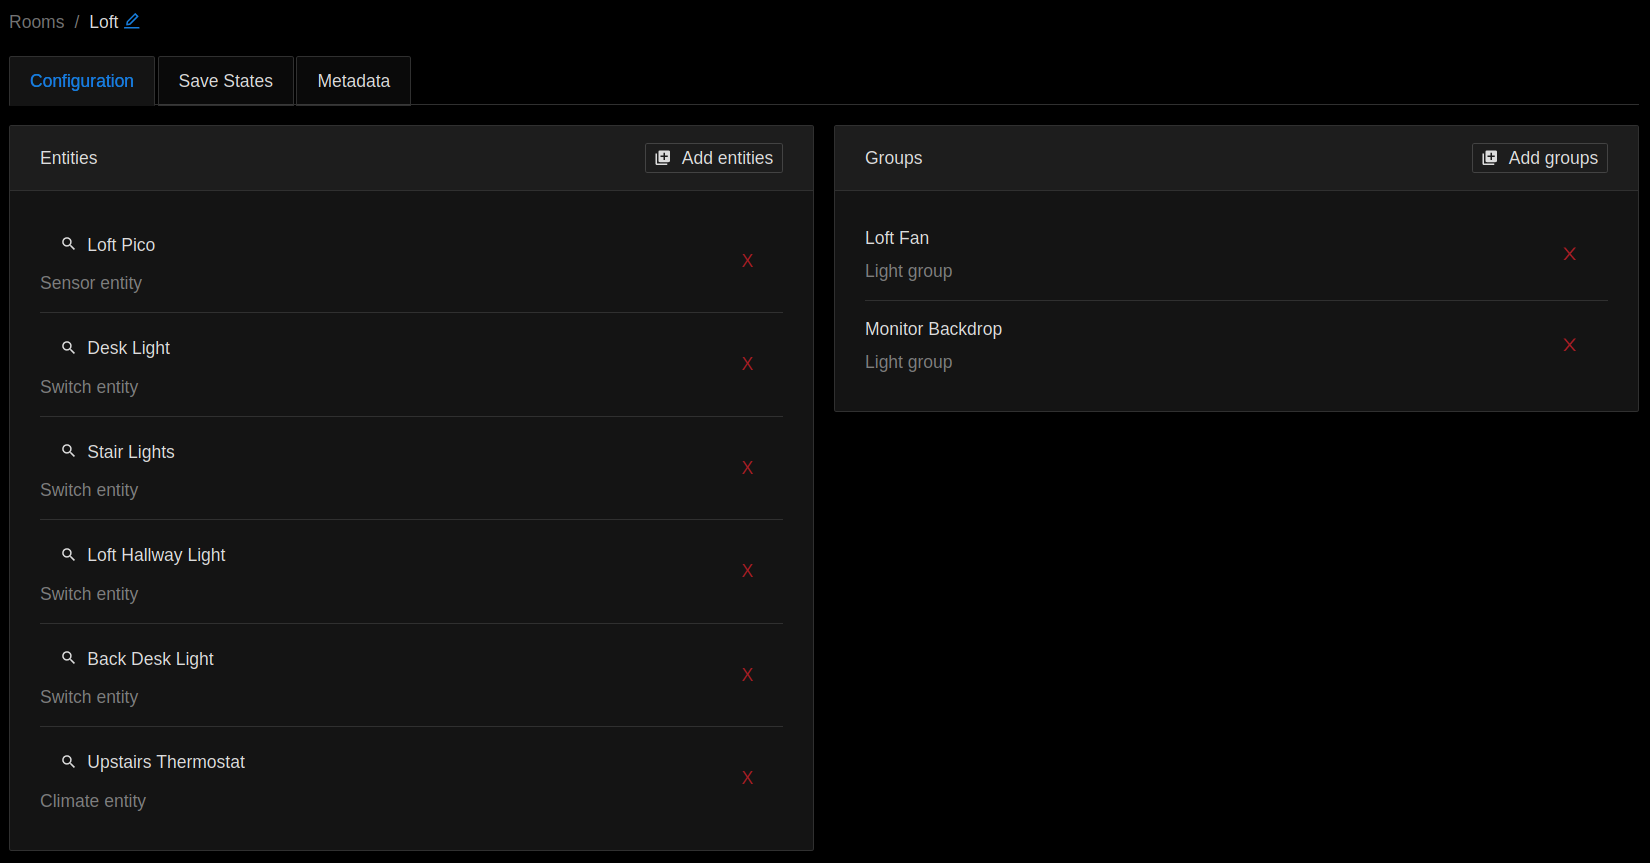 Rooms / Loft
Configuration Save States Metadata
Entities
Add entities
Loft Pico
X
Sensor entity
Desk Light
X
Switch entity
Stair Lights
X
Switch entity
Loft Hallway Light
X
Switch entity
Back Desk Light
X
Switch entity
Upstairs Thermostat
X
Climate entity
Groups
Add groups
Loft Fan
X
Light group
Monitor Backdrop
X
Light group